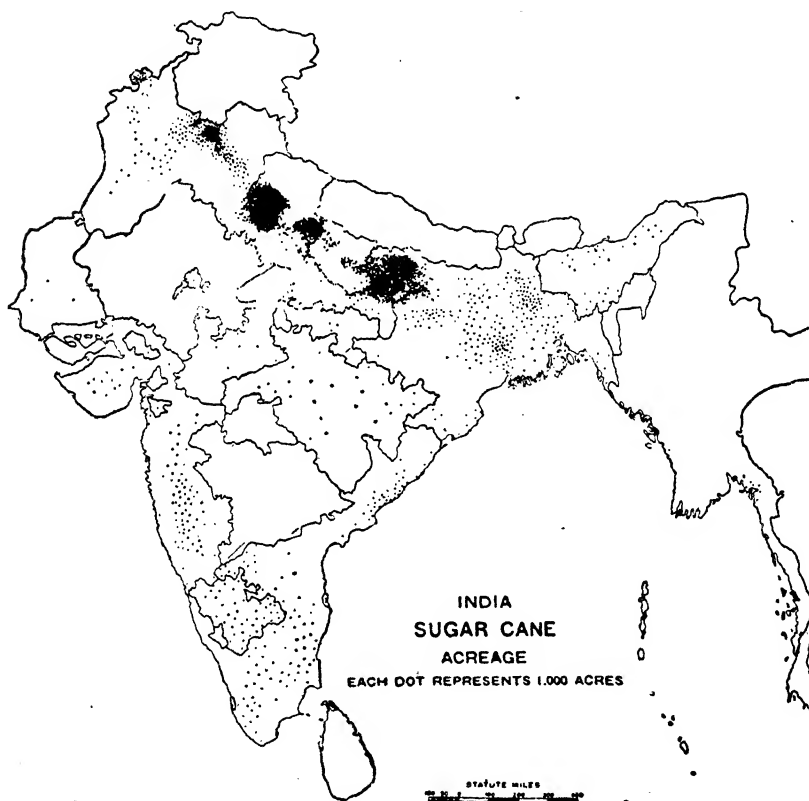 INDIA
SUGAR CANE
ACREAGE
EACH DOT REPRESENTS 1.000 ACRES
STATUTE MILES